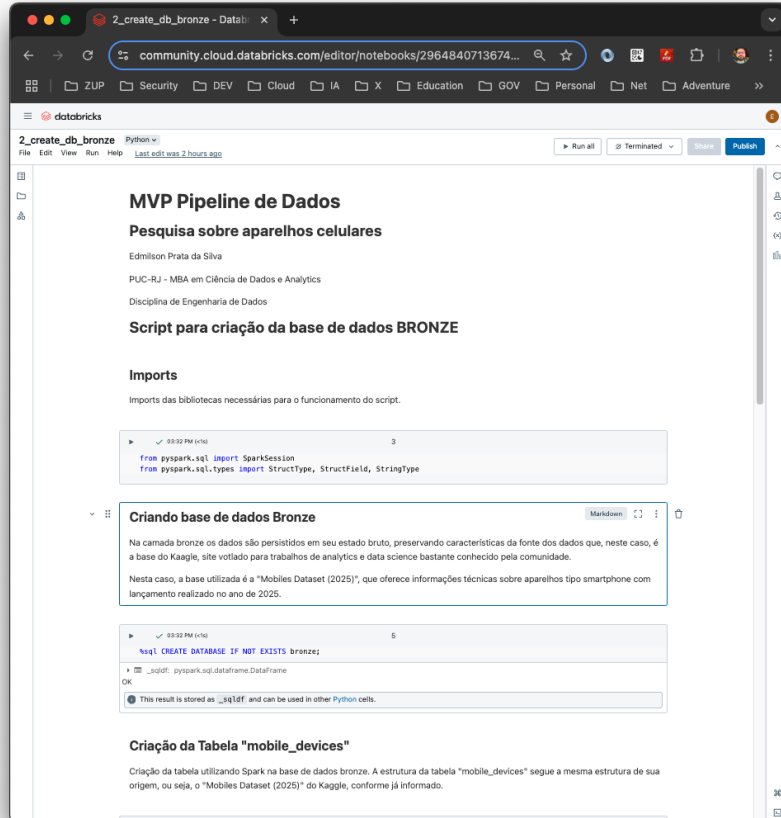 2_create_db_bronze - Datab
community.cloud.databricks.com/editor/notebooks/2964840713674...
ZUP Security DEV Cloud IA X Education GOV Personal Net Adventure
databricks
E
2_create_db_bronze Python
File Edit View Run Help Last edit was 2 hours ago
Run all Terminated Share Publish
MVP Pipeline de Dados
Pesquisa sobre aparelhos celulares
Edmilson Prata da Silva
PUC-RJ - MBA em Ciência de Dados e Analytics
Disciplina de Engenharia de Dados
Script para criação da base de dados BRONZE
Imports
Imports das bibliotecas necessárias para o funcionamento do script.
03:32 PM (<1s) 3
from pyspark.sql import SparkSession
from pyspark.sql.types import StructType, StructField, StringType
Criando base de dados Bronze
Markdown
Na camada bronze os dados são persistidos em seu estado bruto, preservando características da fonte dos dados que, neste caso, é
a base do Kaagle, site votlado para trabalhos de analytics e data science bastante conhecido pela comunidade.
Nesta caso, a base utilizada é a "Mobiles Dataset (2025)", que oferece informações técnicas sobre aparelhos tipo smartphone com
lançamento realizado no ano de 2025.
03:32 PM (<1s) 5
%sql CREATE DATABASE IF NOT EXISTS bronze;
_sqldf: pyspark.sql.dataframe.DataFrame
OK
This result is stored as _sqldf and can be used in other Python cells.
Criação da Tabela "mobile_devices"
Criação da tabela utilizando Spark na base de dados bronze. A estrutura da tabela "mobile_devices" segue a mesma estrutura de sua
origem, ou seja, o "Mobiles Dataset (2025)" do Kaggle, conforme já informado.